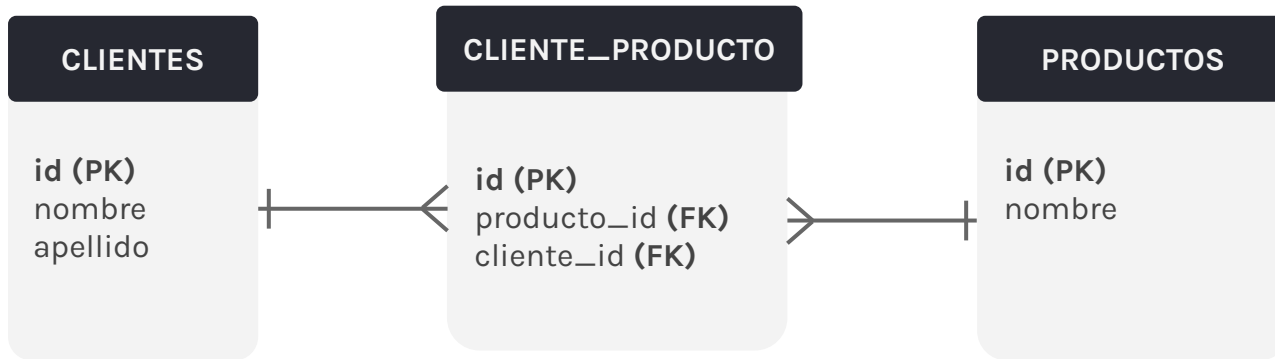 CLIENTES
id (PK)
nombre
apellido
CLIENTE_PRODUCTO
id (PK)
producto_id (FK)
cliente_id (FK)
PRODUCTOS
id (PK)
nombre